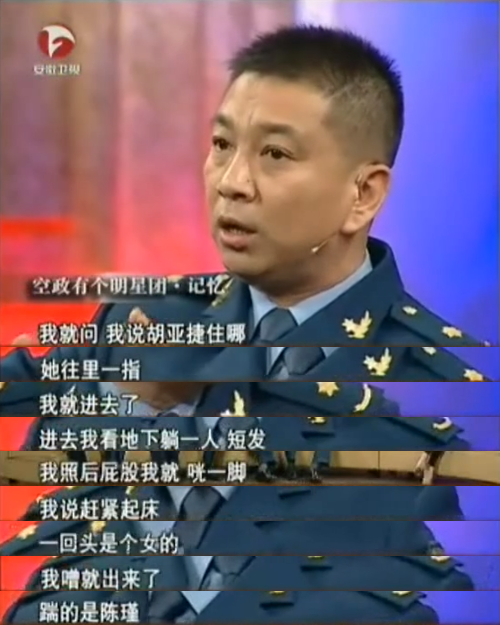 安徽卫视
空政有个明星团·记忆
我就问 我说胡亚捷住哪
她往里一指
我就进去了
进去我看地下躺一人 短发
我照后屁股我就 咣一脚
我说赶紧起床
一回头是个女的
我噌就出来了
踹的是陈瑾